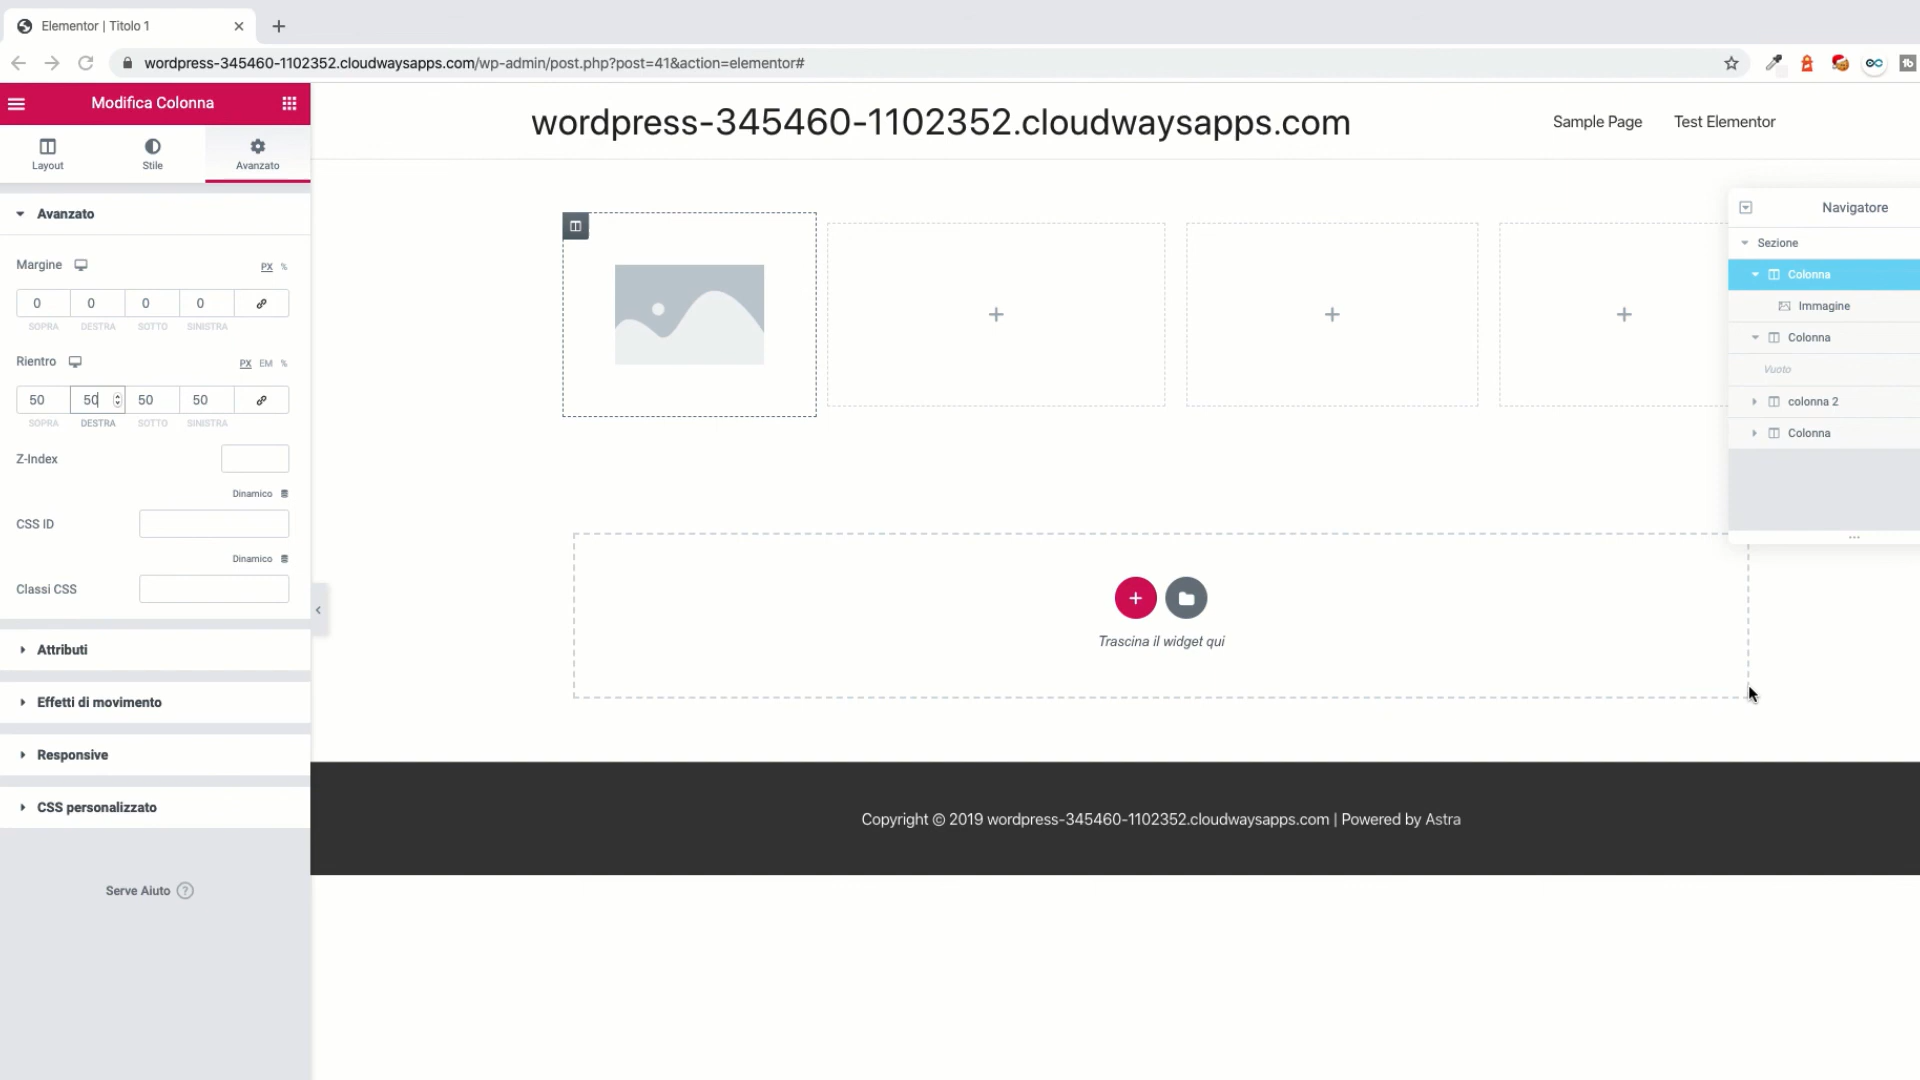 Elementor | Titolo 1
wordpress-345460-1102352.cloudwaysapps.com/wp-admin/post.php?post=41&action=elementor#
Modifica Colonna
Layout
Stile
Avanzato
Avanzato
Margine
PX %
0 0 0 0
SOPRA DESTRA SOTTO SINISTRA
Rientro
PX EM %
50 50 50 50
SOPRA DESTRA SOTTO SINISTRA
Z-Index
Dinamico
CSS ID
Dinamico
Classi CSS
Attributi
Effetti di movimento
Responsive
CSS personalizzato
Serve Aiuto
wordpress-345460-1102352.cloudwaysapps.com
Sample Page
Test Elementor
Trascina il widget qui
Copyright © 2019 wordpress-345460-1102352.cloudwaysapps.com | Powered by Astra
Navigatore
Sezione
Colonna
Immagine
Colonna
Vuoto
colonna 2
Colonna